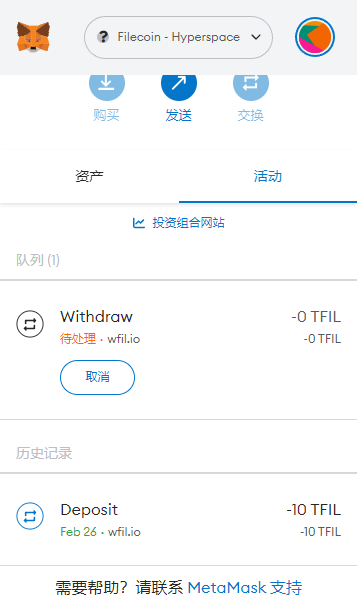 Filecoin - Hyperspace
购买
发送
交换
资产
活动
投资组合网站
队列 (1)
Withdraw
-0 TFIL
待处理 · wfil.io
-0 TFIL
取消
历史记录
Deposit
-10 TFIL
Feb 26 · wfil.io
-10 TFIL
需要帮助？请联系 MetaMask 支持